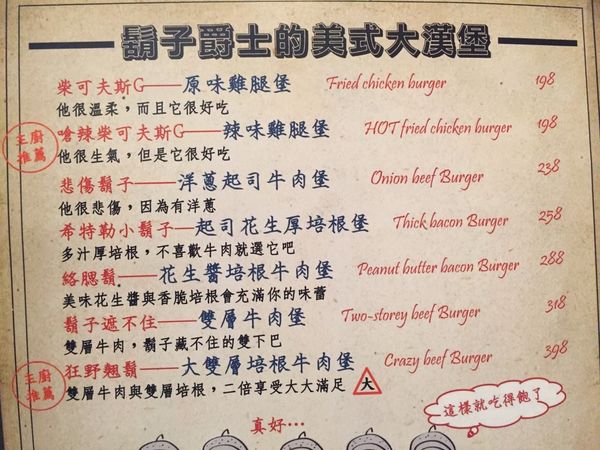 鬍子爵士的美式大漢堡
柴可夫斯G——原味雞腿堡 Fried chicken burger 198
他很溫柔，而且它很好吃
主廚推薦
嗆辣柴可夫斯G——辣味雞腿堡 HOT fried chicken burger 198
他很生氣，但是它很好吃
悲傷鬍子——洋蔥起司牛肉堡 Onion beef Burger 238
他很悲傷，因為有洋蔥
希特勒小鬍子——起司花生厚培根堡 Thick bacon Burger 258
多汁厚培根，不喜歡牛肉就選它吧
絡腮鬍——花生醬培根牛肉堡 Peanut butter bacon Burger 288
美味花生醬與香脆培根會充滿你的味蕾
鬍子遮不住——雙層牛肉堡 Two-storey beef Burger 318
雙層牛肉，鬍子藏不住的雙下巴
主廚推薦
狂野翹鬍——大雙層培根牛肉堡 Crazy beef Burger 398
雙層牛肉與雙層培根，二倍享受大大滿足 大
這樣就吃得飽了
真好…